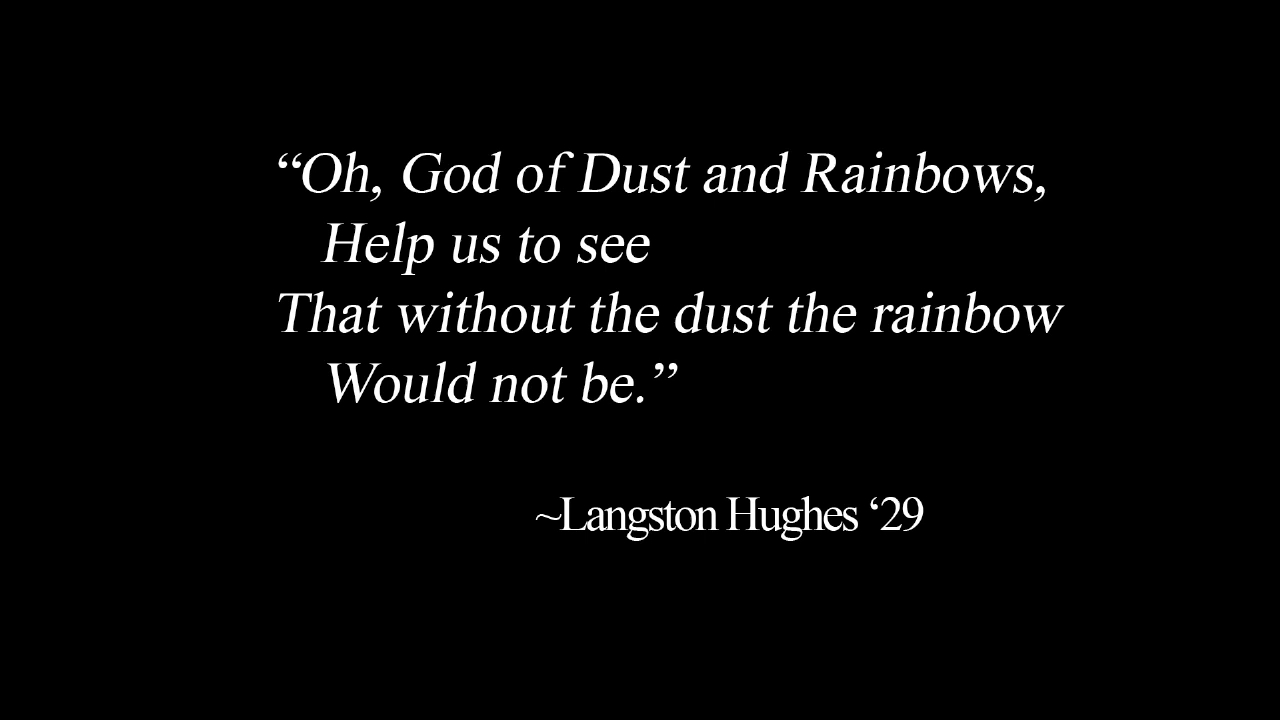 “Oh, God of Dust and Rainbows,
Help us to see
That without the dust the rainbow
Would not be.”
~Langston Hughes ‘29